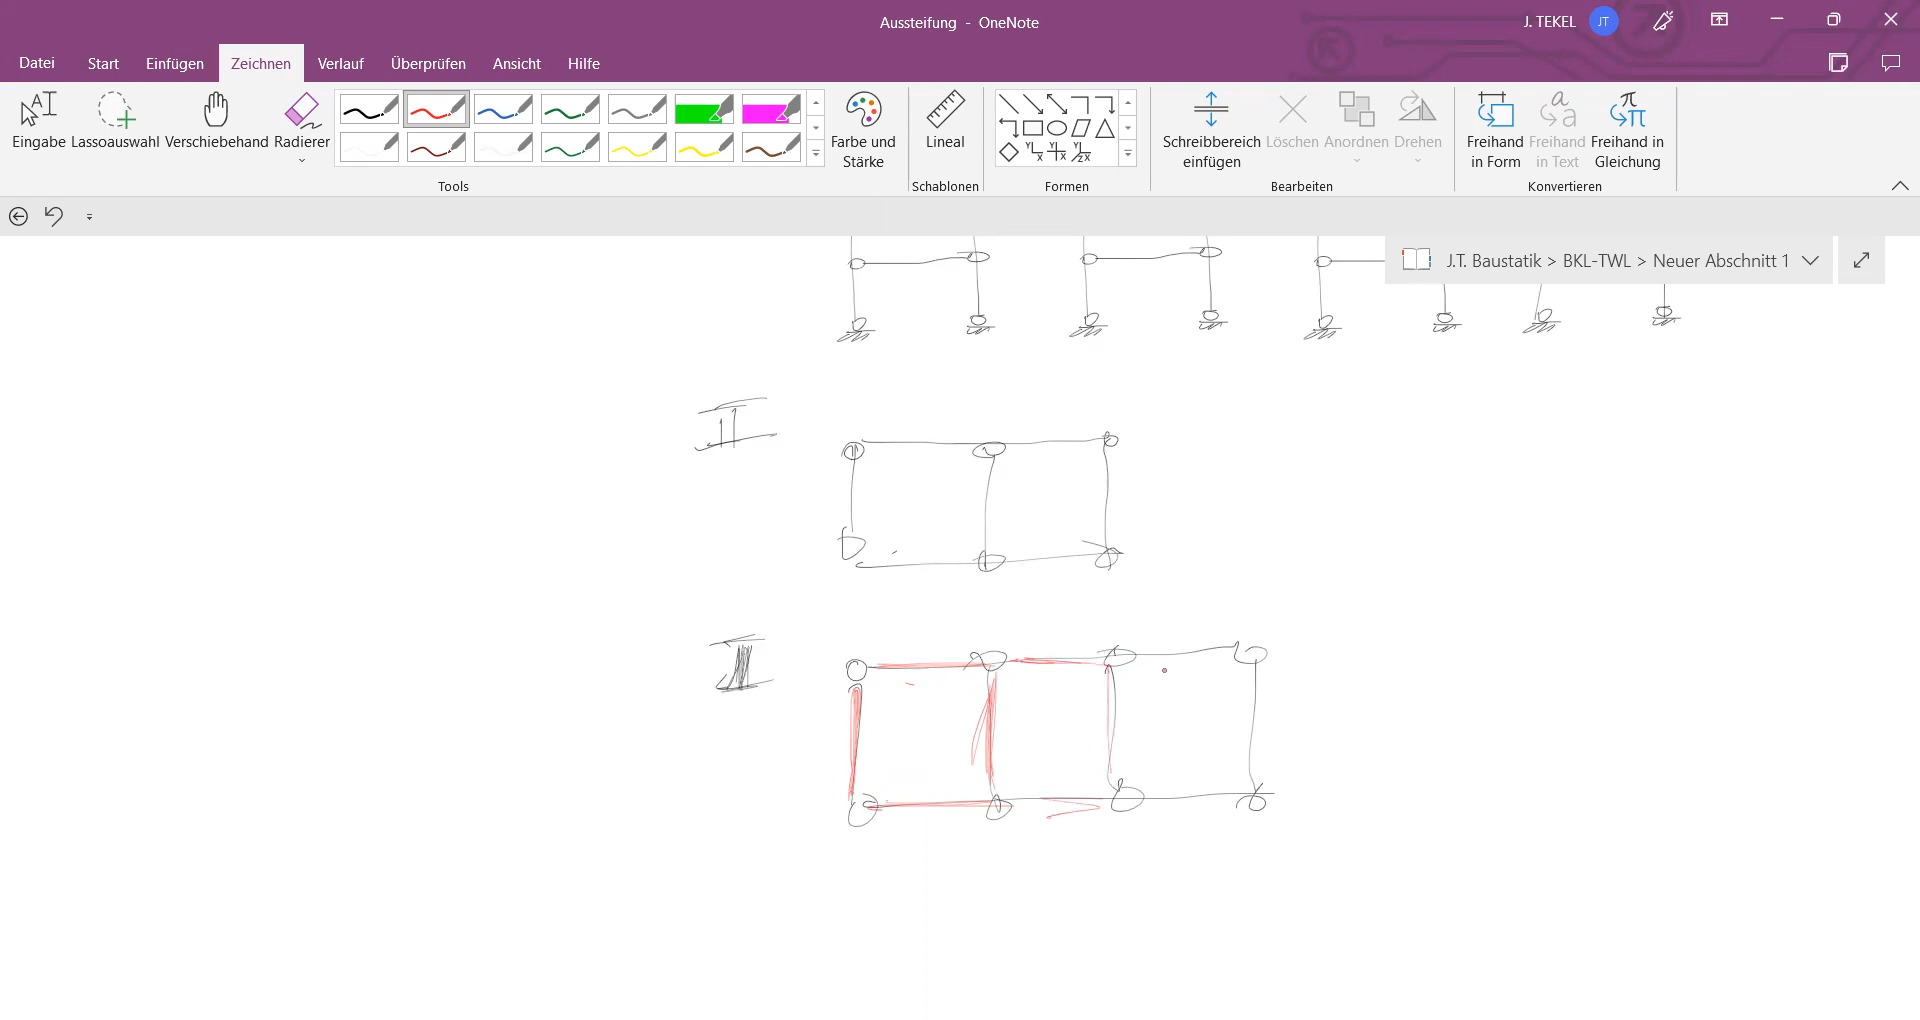 Aussteifung - OneNote
J. TEKEL
JT
Datei Start Einfügen Zeichnen Verlauf Überprüfen Ansicht Hilfe
Eingabe Lassoauswahl Verschiebehand Radierer
Farbe und Stärke
Lineal
Schreibbereich einfügen
Löschen Anordnen Drehen
Freihand in Form
Freihand in Text
Freihand in Gleichung
Tools Schablonen Formen Bearbeiten Konvertieren
J.T. Baustatik > BKL-TWL > Neuer Abschnitt 1
II